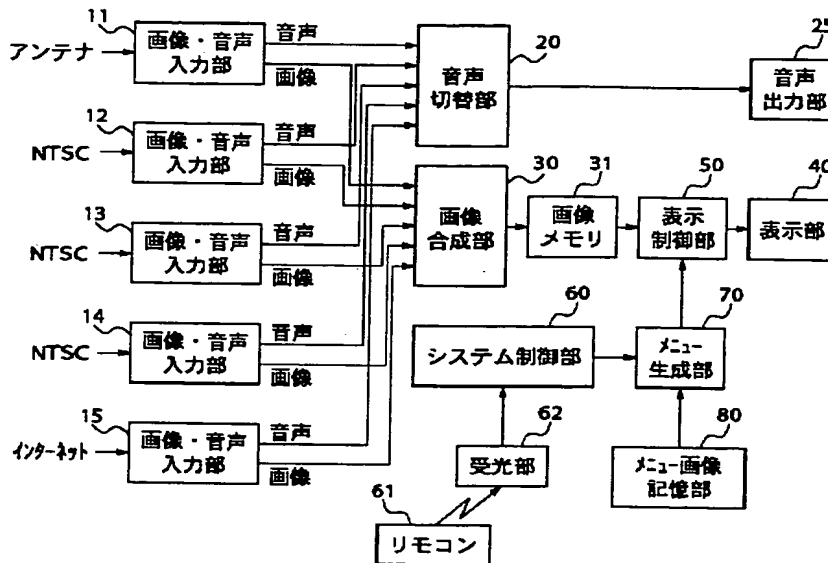 11
アンテナ
画像・音声
入力部
音声
画像
12
NTSC
画像・音声
入力部
音声
画像
13
NTSC
画像・音声
入力部
音声
画像
14
NTSC
画像・音声
入力部
音声
画像
15
インターネット
画像・音声
入力部
音声
画像
20
音声
切替部
25
音声
出力部
30
画像
合成部
31
画像
メモリ
50
表示
制御部
40
表示部
60
システム制御部
70
メニュー
生成部
62
受光部
80
メニュー画像
記憶部
61
リモコン